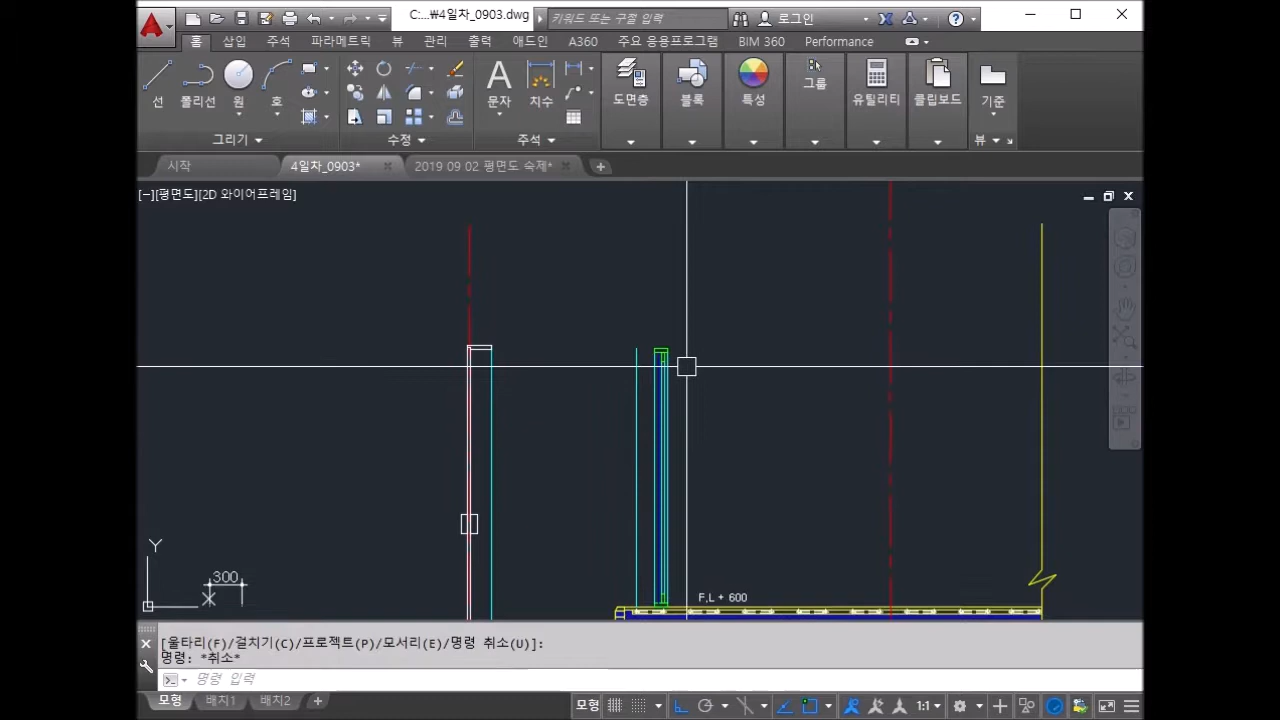 C:...₩4일차_0903.dwg
키워드 또는 구절 입력
로그인
홈 삽입 주석 파라메트릭 뷰 관리 출력 애드인 A360 주요 응용프로그램 BIM 360 Performance
선 폴리선 원 호 문자 치수 도면층 블록 특성 그룹 유틸리티 클립보드 기준
그리기 수정 주석 뷰
시작 4일차_0903* 2019 09 02 평면도 숙제*
[−][평면도][2D 와이어프레임]
F,L + 600
Y
300
X
[울타리(F)/걸치기(C)/프로젝트(P)/모서리(E)/명령 취소(U)]:
명령: *취소*
명령 입력
모형 배치1 배치2
모형 1:1